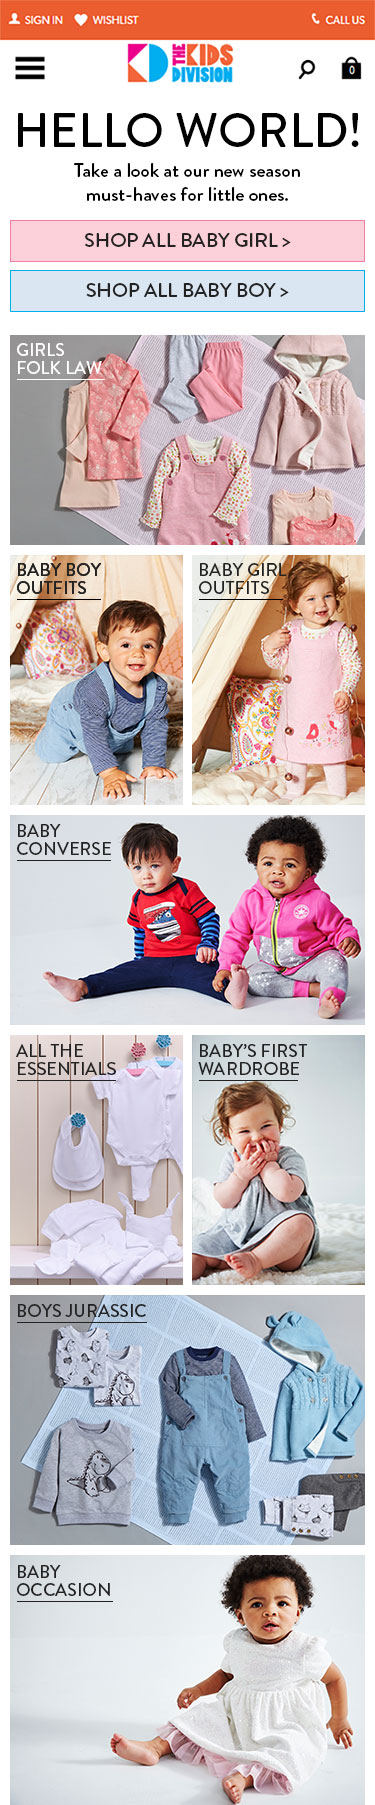 SIGN IN WISHLIST CALL US
THE KIDS
DIVISION
0
HELLO WORLD!
Take a look at our new season
must-haves for little ones.
SHOP ALL BABY GIRL >
SHOP ALL BABY BOY >
GIRLS
FOLK LAW
BABY BOY
OUTFITS
BABY GIRL
OUTFITS
BABY
CONVERSE
ALL THE
ESSENTIALS
BABY'S FIRST
WARDROBE
BOYS JURASSIC
BABY
OCCASION